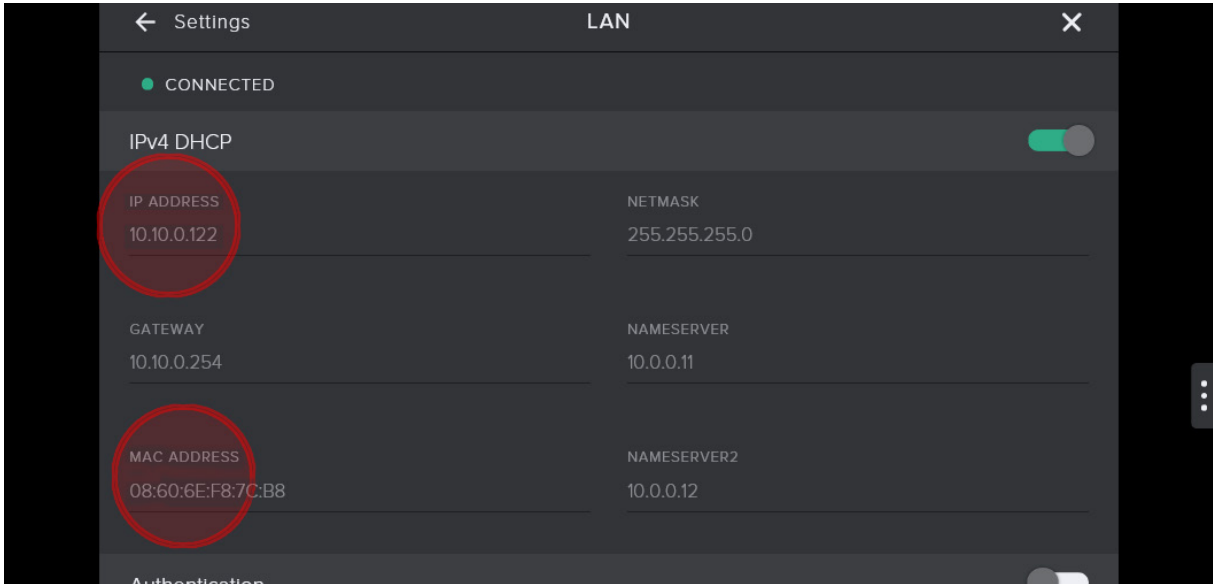 Settings
LAN
CONNECTED
IPv4 DHCP
IP ADDRESS
NETMASK
10.10.0.122
255.255.255.0
GATEWAY
NAMESERVER
10.10.0.254
10.0.0.11
MAC ADDRESS
NAMESERVER2
08:60:6E:F8:7C:B8
10.0.0.12
Authentication